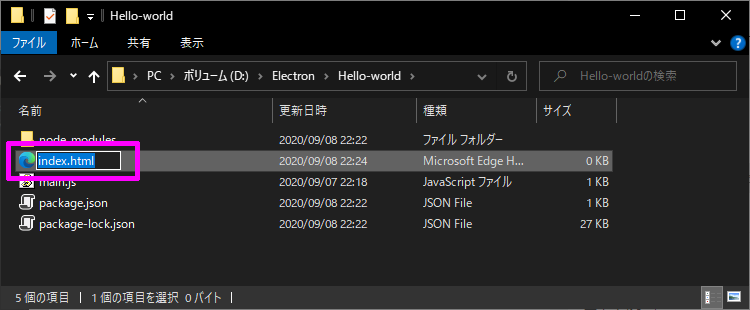 Hello-world
ファイル ホーム 共有 表示
PC › ボリューム (D:) › Electron › Hello-world ›
Hello-worldの検索
名前 更新日時 種類 サイズ
node_modules 2020/09/08 22:22 ファイル フォルダー
index.html 2020/09/08 22:24 Microsoft Edge H... 0 KB
main.js 2020/09/07 22:18 JavaScript ファイル 1 KB
package.json 2020/09/08 22:22 JSON File 1 KB
package-lock.json 2020/09/08 22:22 JSON File 27 KB
5 個の項目 1 個の項目を選択 0 バイト